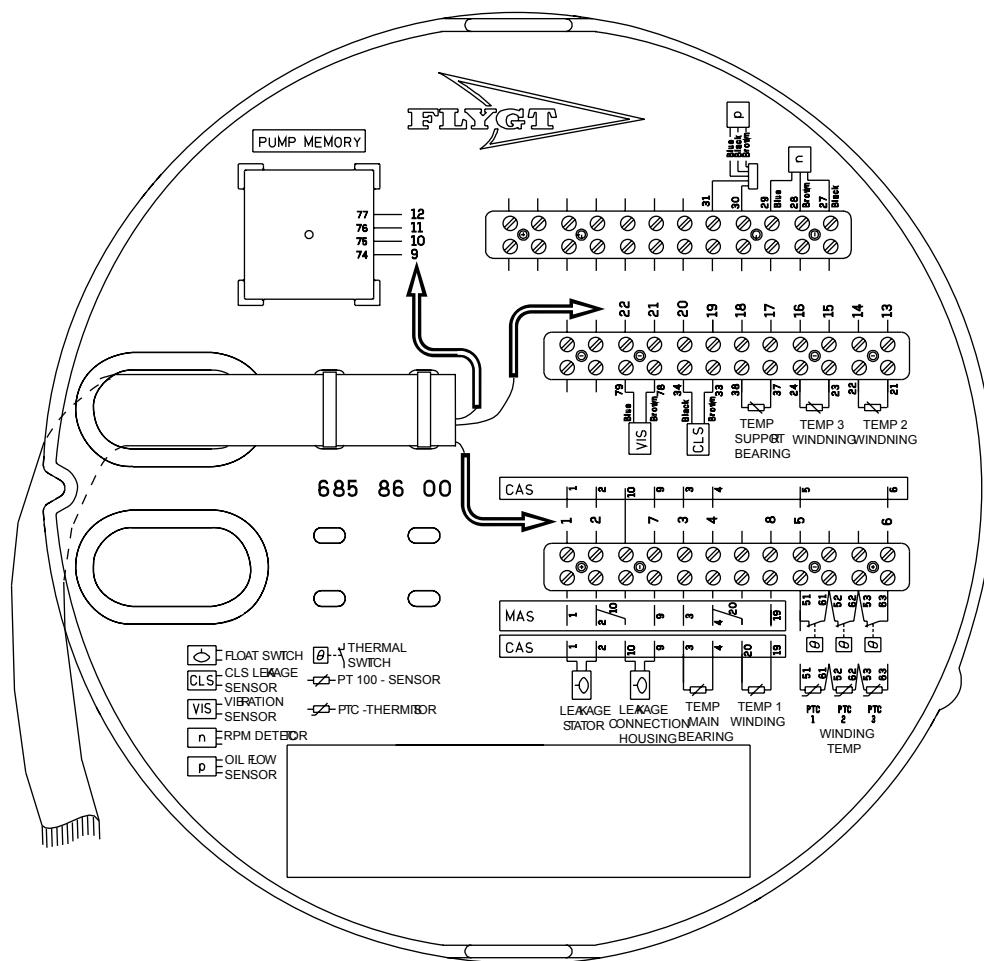 FLYGT
PUMP MEMORY
77 12
76 11
75 10
74 9
p
Blue
Black
Brown
n
31 30 29 Blue 28 Brown 27 Black
22 21 20 19 18 17 16 15 14 13
79 Blue Brown 78 34 Black Brown 33 38 37 24 23 22 21
VIS
CLS
TEMP
SUPPORT
BEARING
TEMP 3
WINDNING
TEMP 2
WINDNING
685 86 00
CAS 1 2 10 9 3 4 5 6
1 2 7 3 4 8 5 6
MAS 1 2 10 9 3 4 20 19
CAS 1 2 10 9 3 4 20 19
51 61 52 62 53 63
θ θ θ
51 61 52 62 53 63
PTC
1
PTC
2
PTC
3
WINDING
TEMP
LEAKAGE
STATOR
LEAKAGE
CONNECTION
HOUSING
TEMP
MAIN
BEARING
TEMP 1
WINDING
FLOAT SWITCH
CLS CLS LEAKAGE
SENSOR
VIS VIBRATION
SENSOR
n RPM DETECTOR
p OIL FLOW
SENSOR
θ THERMAL
SWITCH
PT 100 - SENSOR
PTC - THERMITSOR